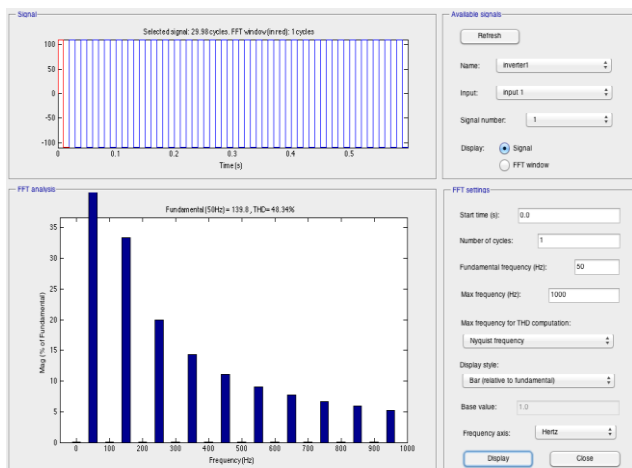 Signal
Selected signal: 29.98 cycles. FFT window (in red): 1 cycles
100
50
0
-50
-100
0
0.1
0.2
0.3
0.4
0.5
Time (s)
FFT analysis
Fundamental (50Hz) = 139.8 , THD= 48.34%
Mag (% of Fundamental)
35
30
25
20
15
10
5
0
0
100
200
300
400
500
600
700
800
900
1000
Frequency (Hz)
Available signals
Refresh
Name:
inverter1
Input:
input 1
Signal number:
1
Display:
Signal
FFT window
FFT settings
Start time (s):
0.0
Number of cycles:
1
Fundamental frequency (Hz):
50
Max frequency (Hz):
1000
Max frequency for THD computation:
Nyquist frequency
Display style:
Bar (relative to fundamental)
Base value:
1.0
Frequency axis:
Hertz
Display
Close